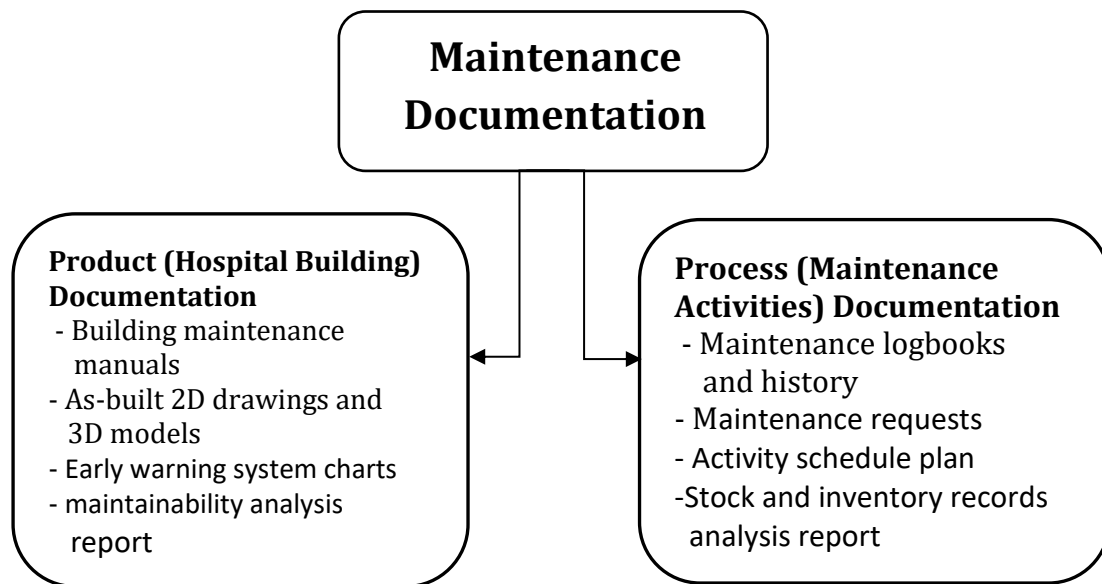 Maintenance
Documentation
Product (Hospital Building)
Documentation
- Building maintenance
manuals
- As-built 2D drawings and
3D models
- Early warning system charts
- maintainability analysis
report
Process (Maintenance
Activities) Documentation
- Maintenance logbooks
and history
- Maintenance requests
- Activity schedule plan
-Stock and inventory records
analysis report